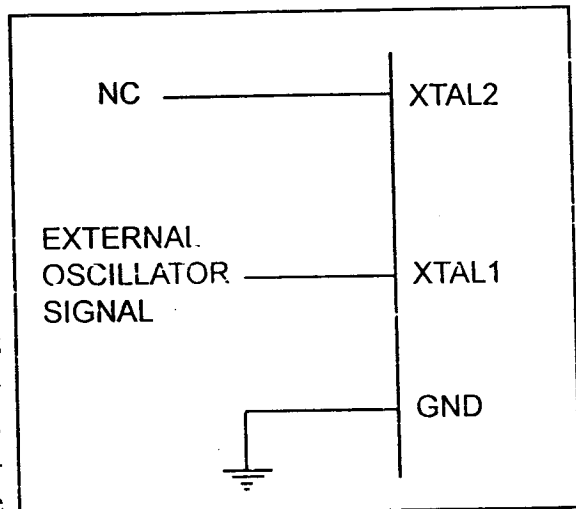 NC
XTAL2
EXTERNAL
OSCILLATOR
SIGNAL
XTAL1
GND